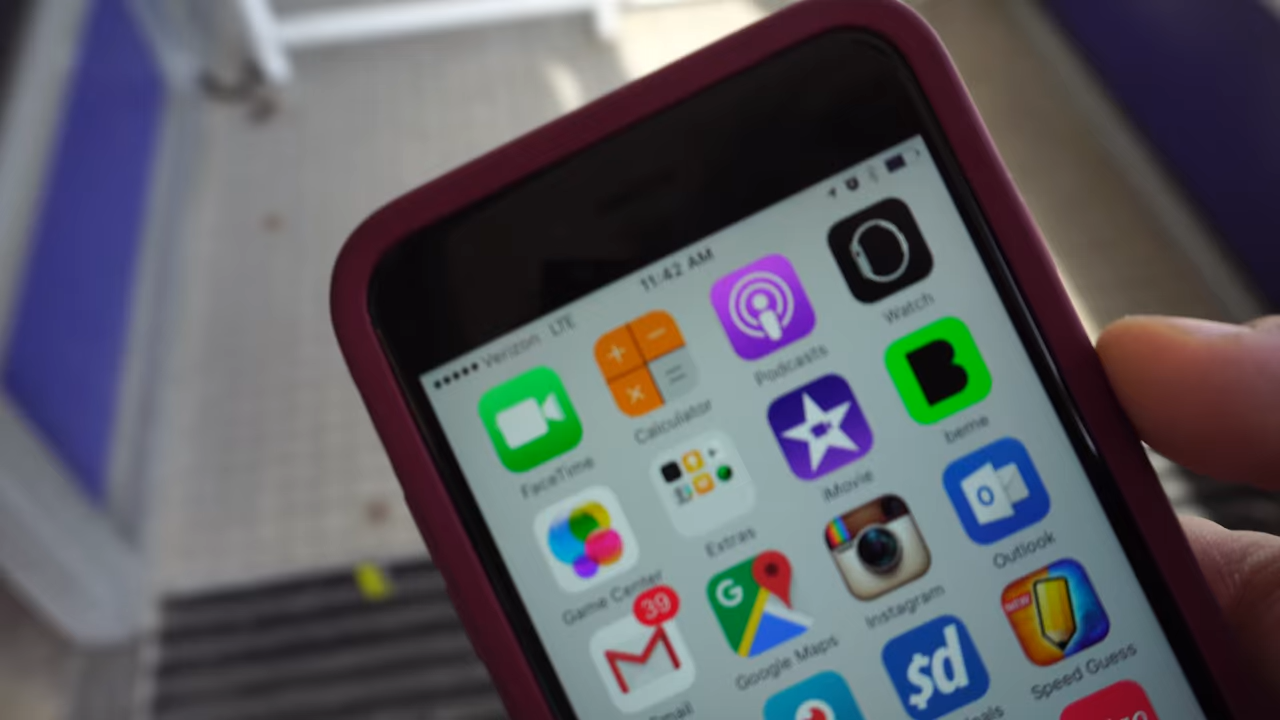 Verizon LTE 11:42 AM
FaceTime Calculator Podcasts Watch
Game Center Extras iMovie beme
39
G
Google Maps Instagram Outlook
B
O
$d
NEW
Speed Guess